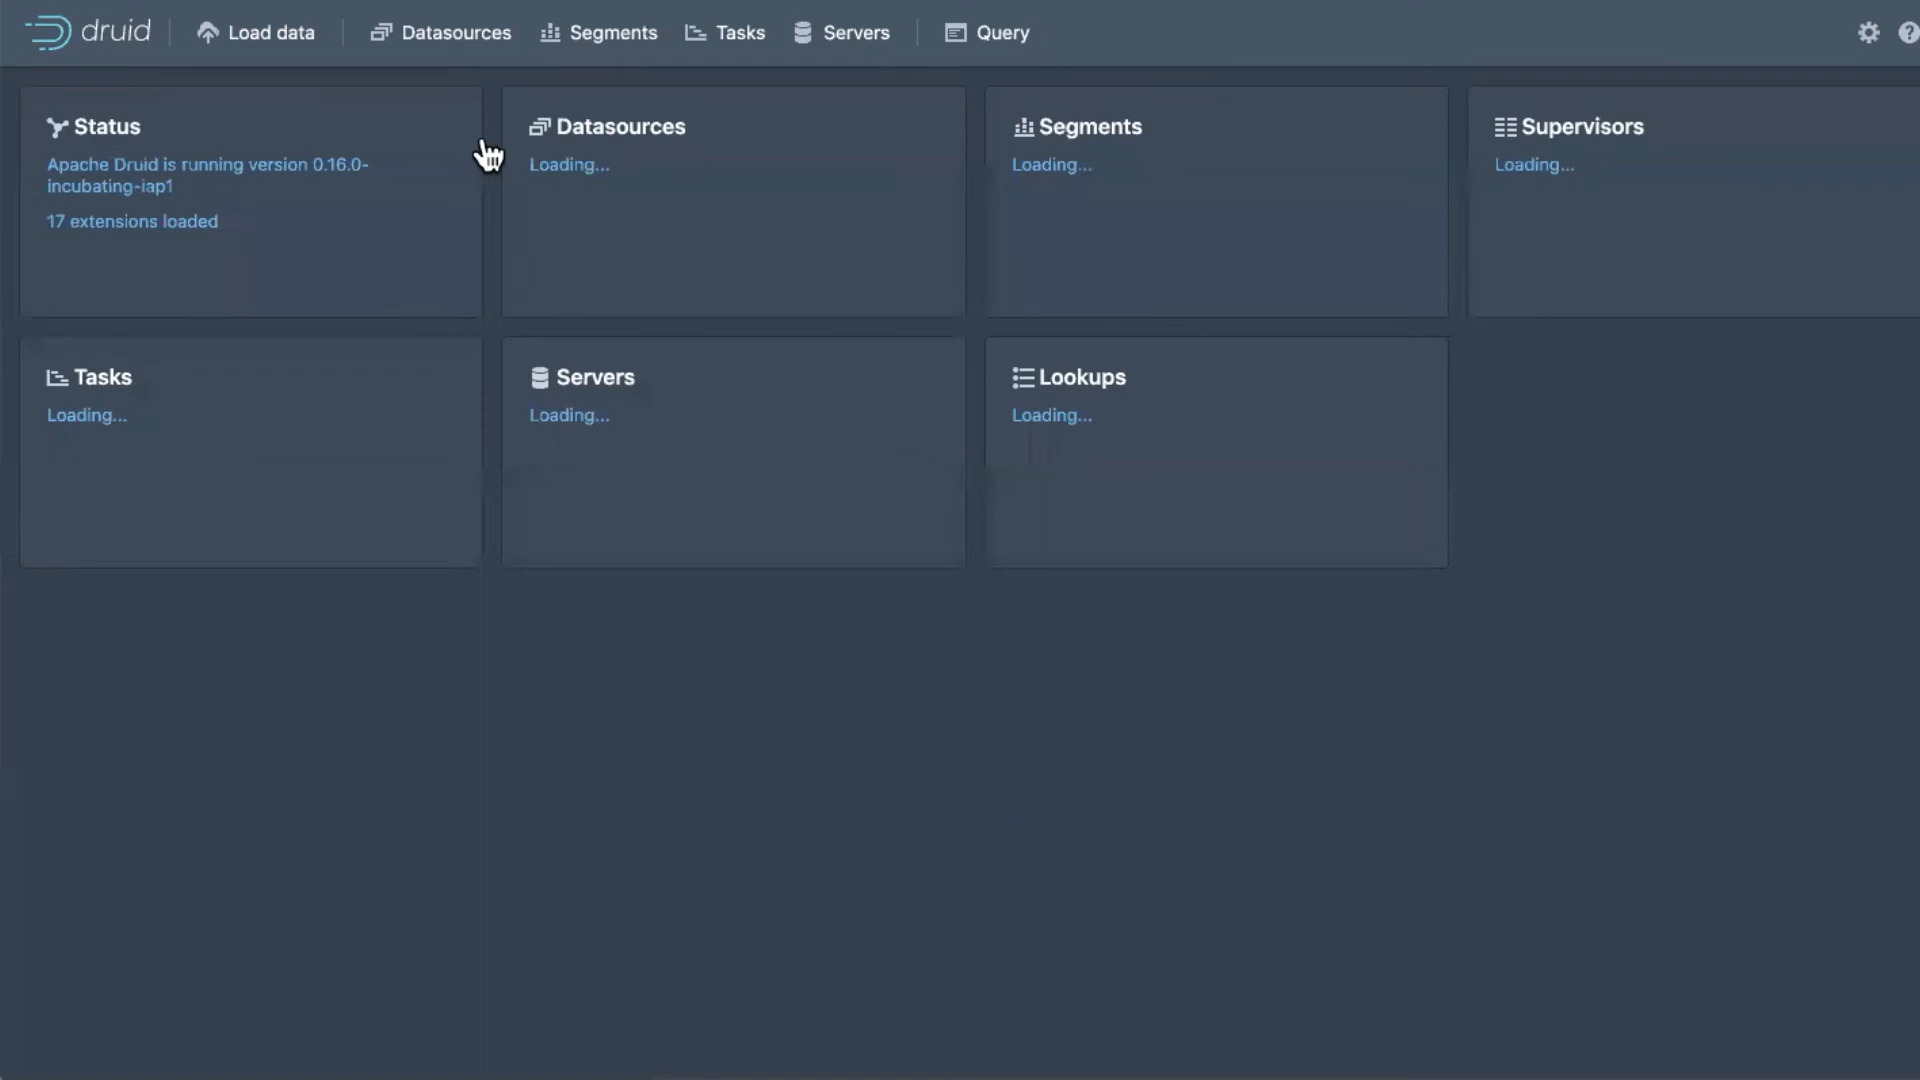 druid
Load data
Datasources
Segments
Tasks
Servers
Query
Status
Apache Druid is running version 0.16.0-
incubating-iap1
17 extensions loaded
Datasources
Loading...
Segments
Loading...
Supervisors
Loading...
Tasks
Loading...
Servers
Loading...
Lookups
Loading...